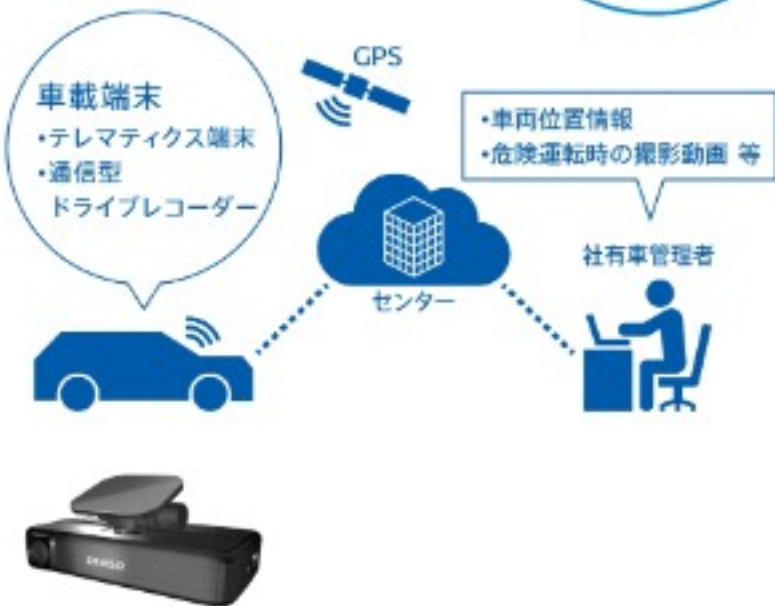 GPS
車載端末
・テレマティクス端末
・通信型
ドライブレコーダー
・車両位置情報
・危険運転時の撮影動画 等
センター
社有車管理者
DENSO